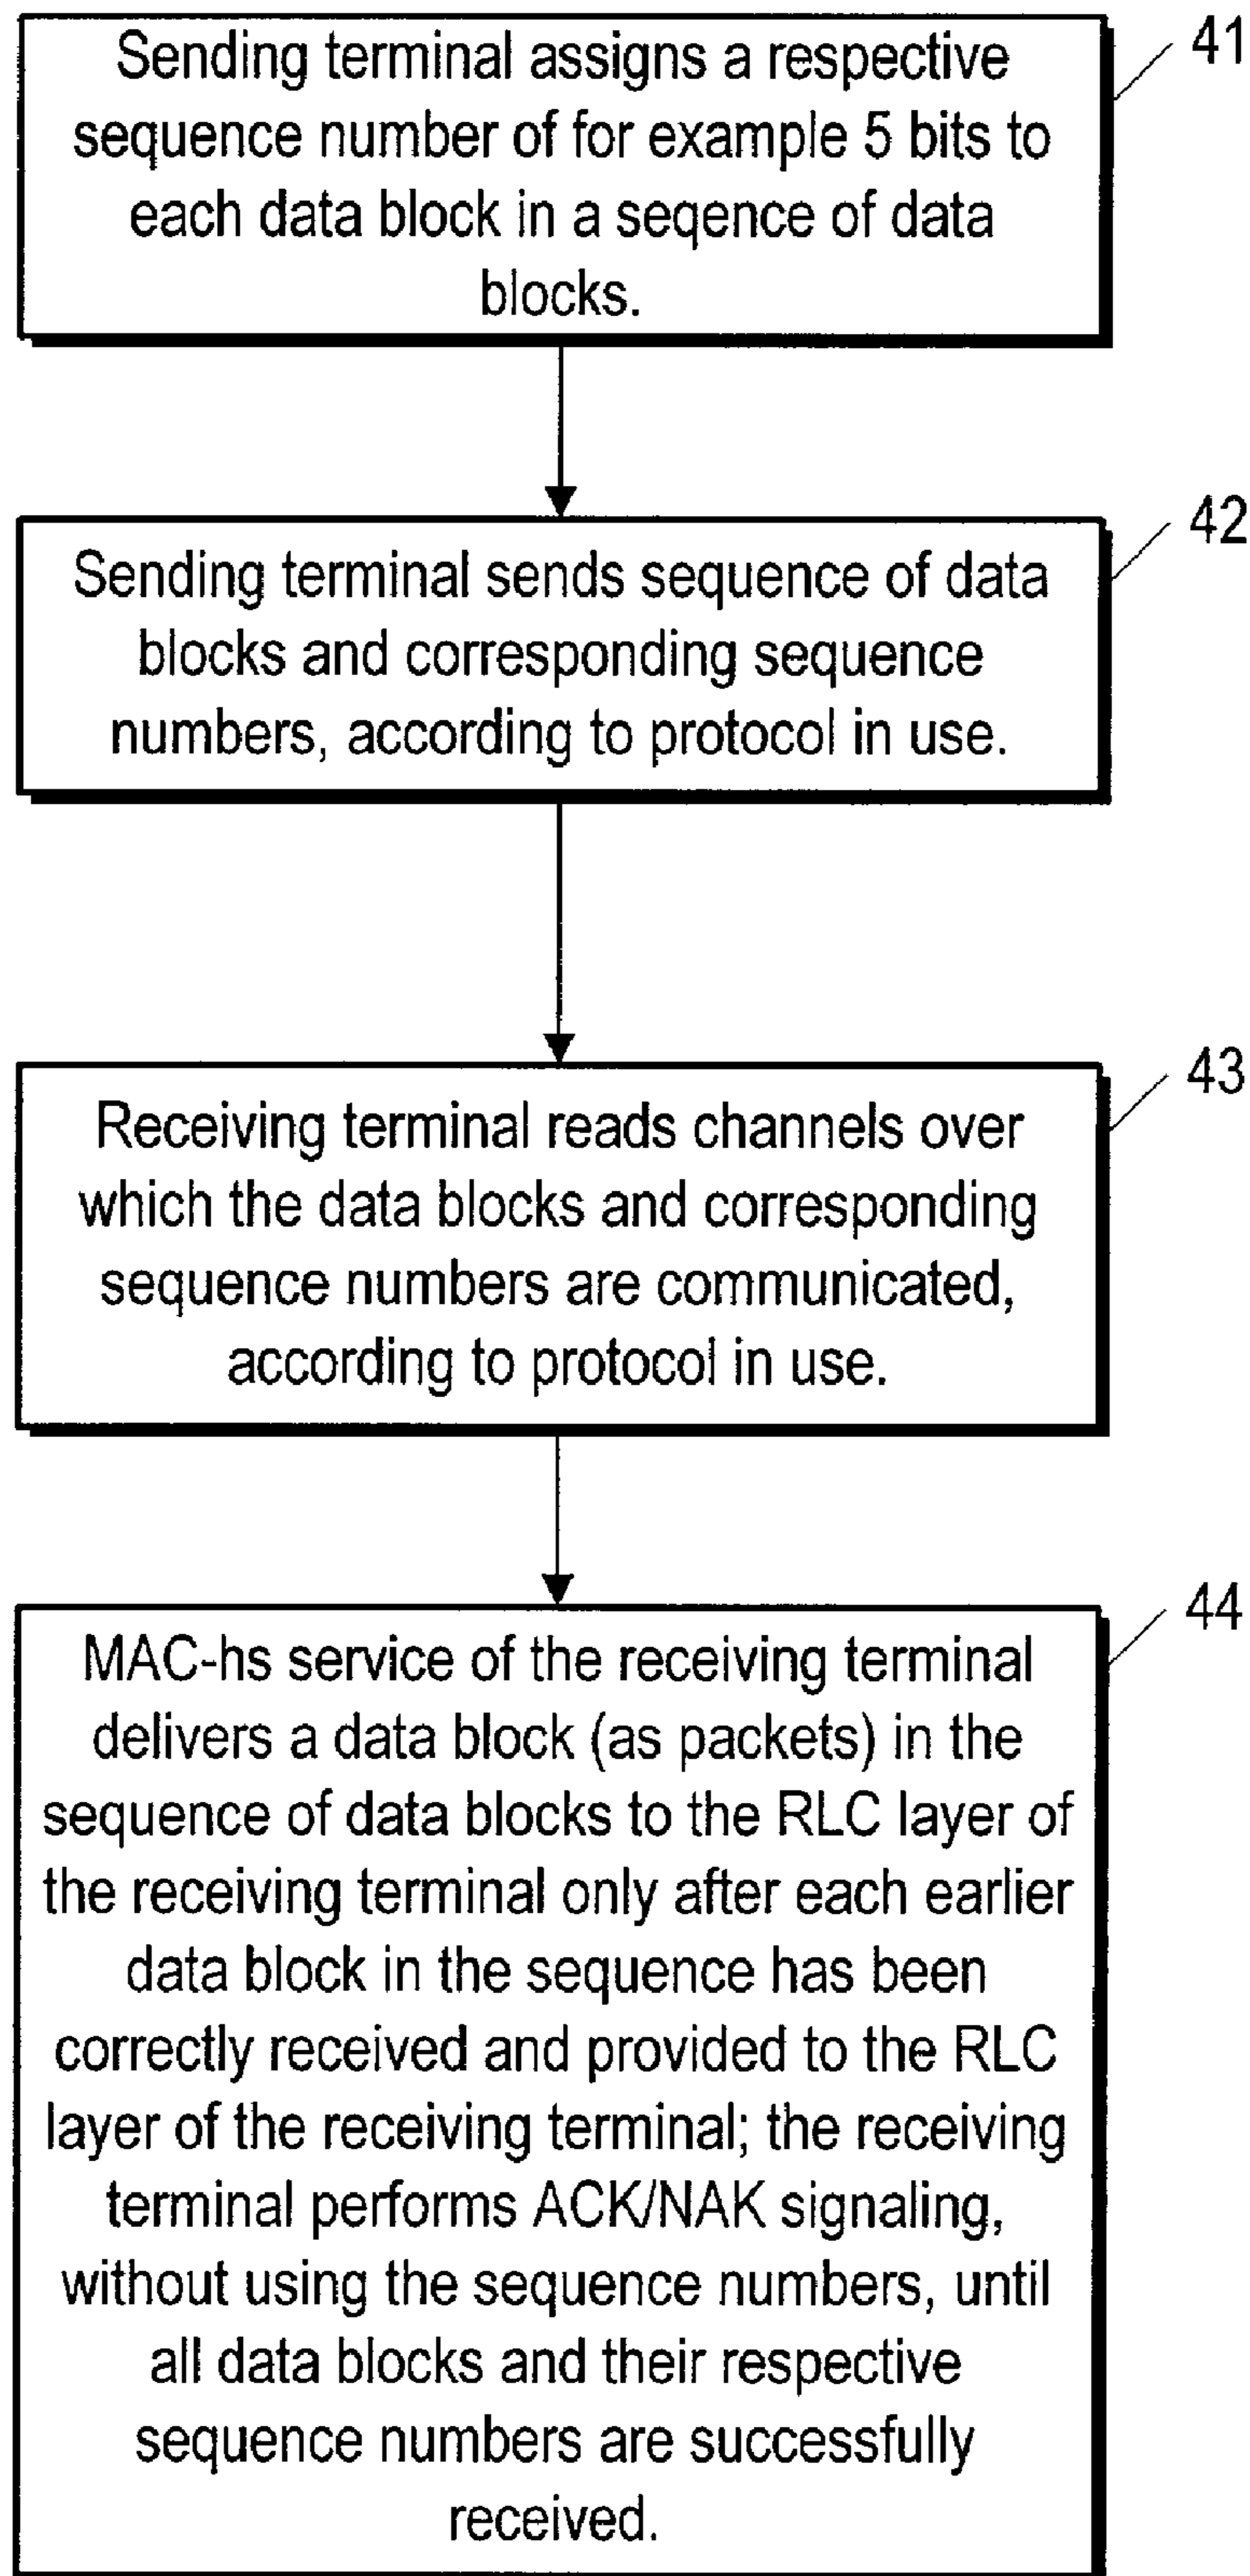 Sending terminal assigns a respective
sequence number of for example 5 bits to
each data block in a seqence of data
blocks.
41
Sending terminal sends sequence of data
blocks and corresponding sequence
numbers, according to protocol in use.
42
Receiving terminal reads channels over
which the data blocks and corresponding
sequence numbers are communicated,
according to protocol in use.
43
MAC-hs service of the receiving terminal
delivers a data block (as packets) in the
sequence of data blocks to the RLC layer of
the receiving terminal only after each earlier
data block in the sequence has been
correctly received and provided to the RLC
layer of the receiving terminal; the receiving
terminal performs ACK/NAK signaling,
without using the sequence numbers, until
all data blocks and their respective
sequence numbers are successfully
received.
44